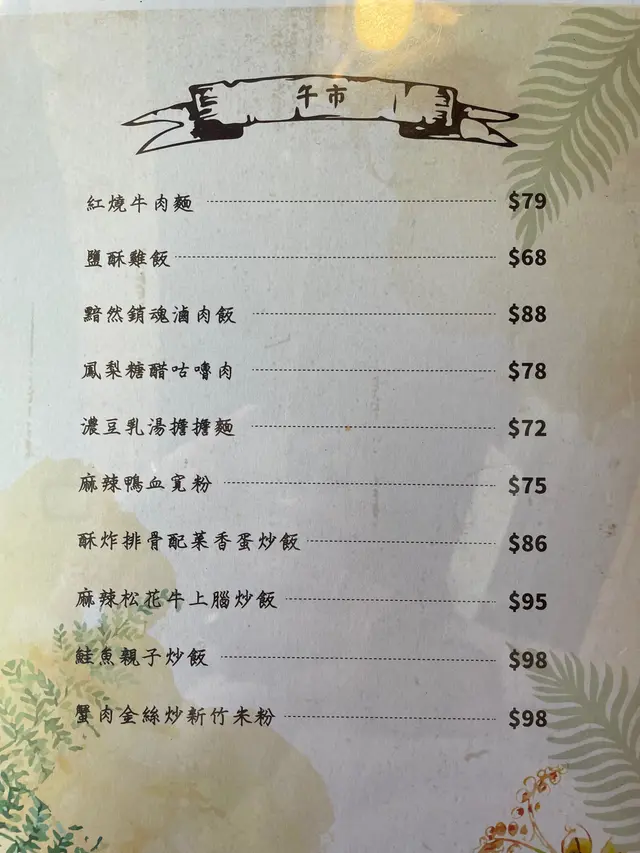 午市
紅燒牛肉麵 $79
鹽酥雞飯 $68
黯然銷魂滷肉飯 $88
鳳梨糖醋咕嚕肉 $78
濃豆乳湯擔擔麵 $72
麻辣鴨血寬粉 $75
酥炸排骨配菜香蛋炒飯 $86
麻辣松花牛上腦炒飯 $95
鮭魚親子炒飯 $98
蟹肉金絲炒新竹米粉 $98